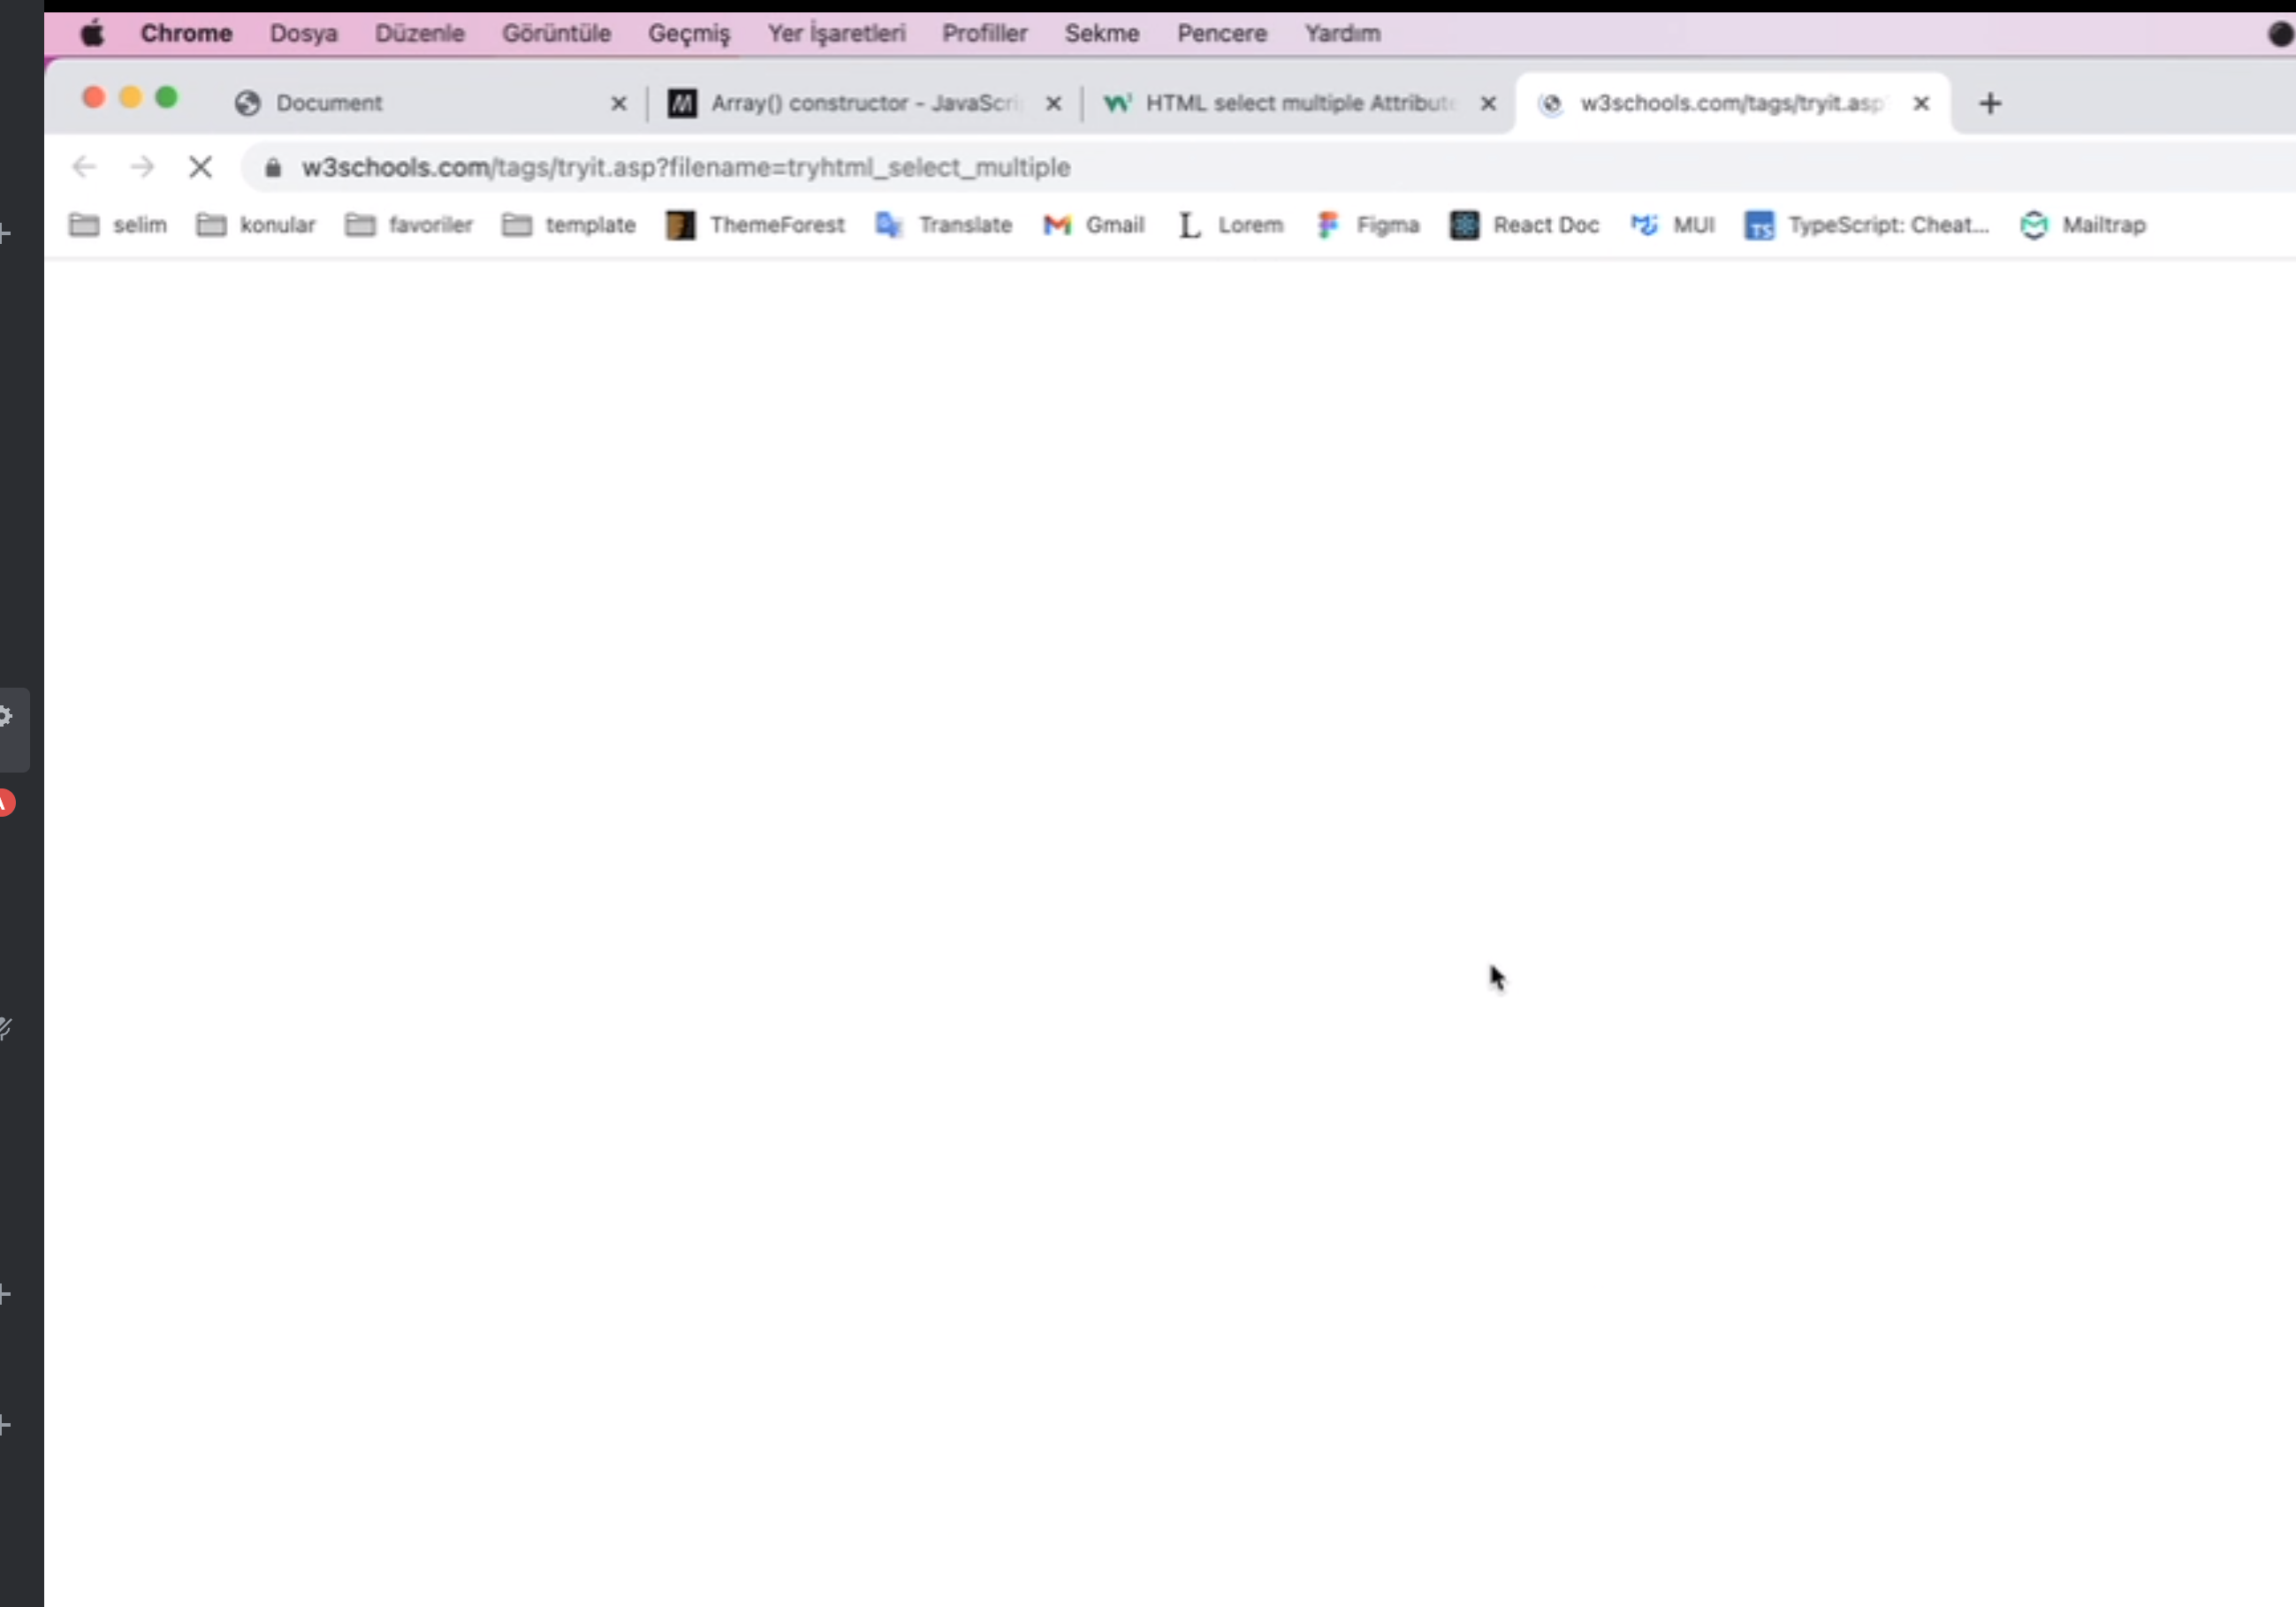 Chrome Dosya Düzenle Görüntüle Geçmiş Yer İşaretleri Profiller Sekme Pencere Yardım
Document Array() constructor - JavaScri HTML select multiple Attribute w3schools.com/tags/tryit.asp
w3schools.com/tags/tryit.asp?filename=tryhtml_select_multiple
selim konular favoriler template ThemeForest Translate Gmail L Lorem Figma React Doc MUI TS TypeScript: Cheat... Mailtrap